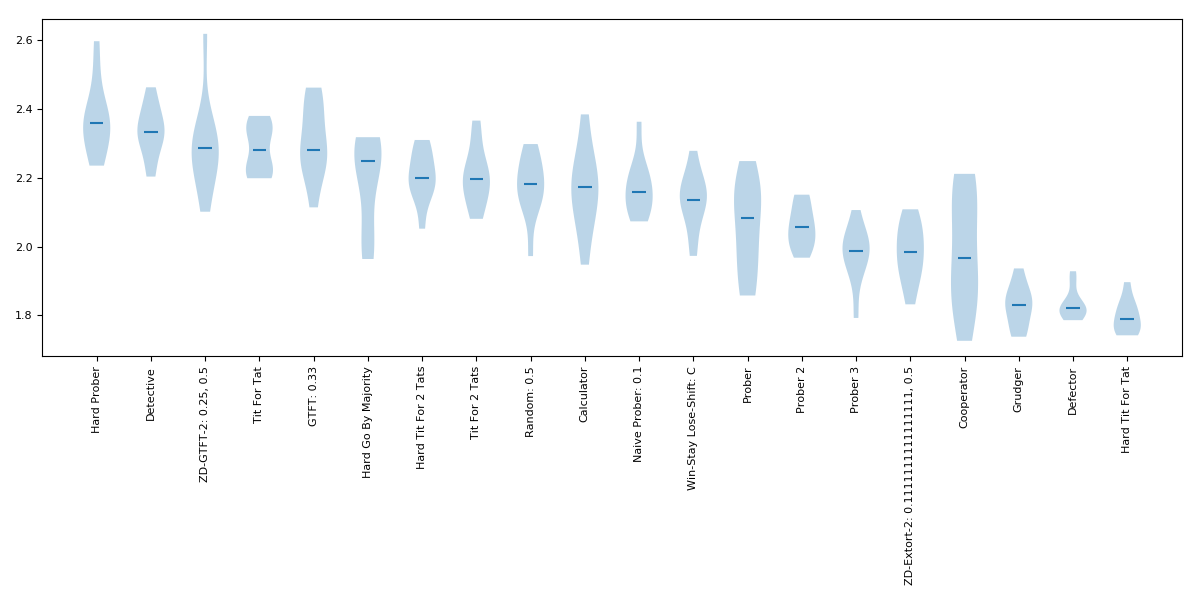 2.6
2.4
2.2
2.0
1.8
Hard Prober
Detective
ZD-GTFT-2: 0.25, 0.5
Tit For Tat
GTFT: 0.33
Hard Go By Majority
Hard Tit For 2 Tats
Tit For 2 Tats
Random: 0.5
Calculator
Naive Prober: 0.1
Win-Stay Lose-Shift: C
Prober
Prober 2
Prober 3
ZD-Extort-2: 0.1111111111111111, 0.5
Cooperator
Grudger
Defector
Hard Tit For Tat